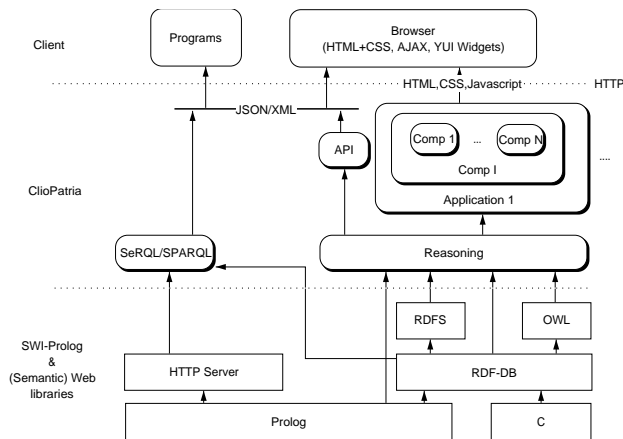 Client
Programs
Browser
(HTML+CSS, AJAX, YUI Widgets)
HTML,CSS,Javascript
HTTP
JSON/XML
API
Comp 1
...
Comp N
Comp I
Application 1
....
ClioPatria
SeRQL/SPARQL
Reasoning
RDFS
OWL
SWI-Prolog
&
(Semantic) Web
libraries
HTTP Server
RDF-DB
Prolog
C